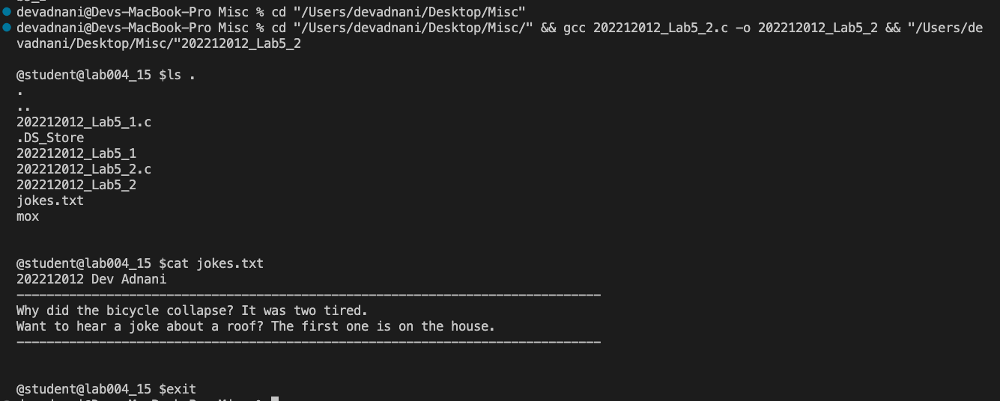 devadnani@Devs-MacBook-Pro Misc % cd "/Users/devadnani/Desktop/Misc"
devadnani@Devs-MacBook-Pro Misc % cd "/Users/devadnani/Desktop/Misc/" && gcc 202212012_Lab5_2.c -o 202212012_Lab5_2 && "/Users/de
vadnani/Desktop/Misc/"202212012_Lab5_2
@student@lab004_15 $ls .
.
..
202212012_Lab5_1.c
.DS_Store
202212012_Lab5_1
202212012_Lab5_2.c
202212012_Lab5_2
jokes.txt
mox
@student@lab004_15 $cat jokes.txt
202212012 Dev Adnani
------------------------------------------------------------------------------
Why did the bicycle collapse? It was two tired.
Want to hear a joke about a roof? The first one is on the house.
------------------------------------------------------------------------------
@student@lab004_15 $exit
devadnani@Devs-MacBook-Pro Misc %